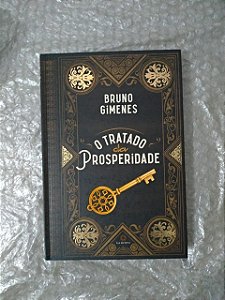 BRUNO
GIMENES
O TRATADO
da
PROSPERIDADE